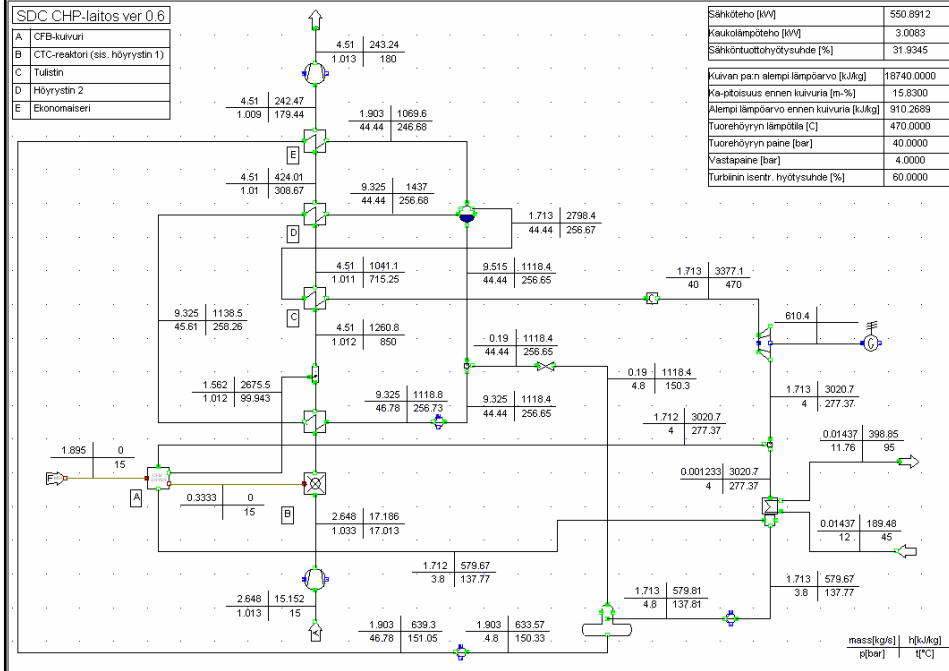 SDC CHP-laitos ver 0.6
A CFB-kuivuri
B CTC-reaktori (sis. höyrystin 1)
C Tulistin
D Höyrystin 2
E Ekonomaiseri
Sähköteho [kW] 550.8912
Kaukolämpöteho [kW] 3.0083
Sähköntuottohyötysuhde [%] 31.9345
Kuivan pa:n alempi lämpöarvo [kJ/kg] 18740.0000
Ka-pitoisuus ennen kuivuria [m-%] 15.8300
Alempi lämpöarvo ennen kuivuria [kJ/kg] 910.2689
Tuorehöyryn lämpötila [C] 470.0000
Tuorehöyryn paine [bar] 40.0000
Vastapaine [bar] 4.0000
Turbiinin isentr. hyötysuhde [%] 60.0000
4.51 243.24
1.013 180
4.51 242.47
1.009 179.44
1.903 1069.6
44.44 246.68
E
4.51 424.01
1.01 308.67
9.325 1437
44.44 256.68
1.713 2798.4
44.44 256.67
D
4.51 1041.1
1.011 715.25
9.515 1118.4
44.44 256.65
1.713 3377.1
40 470
C
C
9.325 1138.5
45.61 258.26
4.51 1260.8
1.012 850
610.4
G
0.19 1118.4
44.44 256.65
0.19 1118.4
4.8 150.3
1.562 2675.5
1.012 99.943
9.325 1118.8
46.78 256.73
9.325 1118.4
44.44 256.65
1.713 3020.7
4 277.37
1.712 3020.7
4 277.37
0.01437 398.85
11.76 95
1.895 0
15
0.001233 3020.7
4 277.37
A
0.3333 0
15
B
2.648 17.186
1.033 17.013
0.01437 189.48
12 45
1.712 579.67
3.8 137.77
1.713 579.67
3.8 137.77
1.713 579.81
4.8 137.81
2.648 15.152
1.013 15
1.903 639.3
46.78 151.05
1.903 633.57
4.8 150.33
mass[kg/s] h[kJ/kg]
p[bar] t[°C]